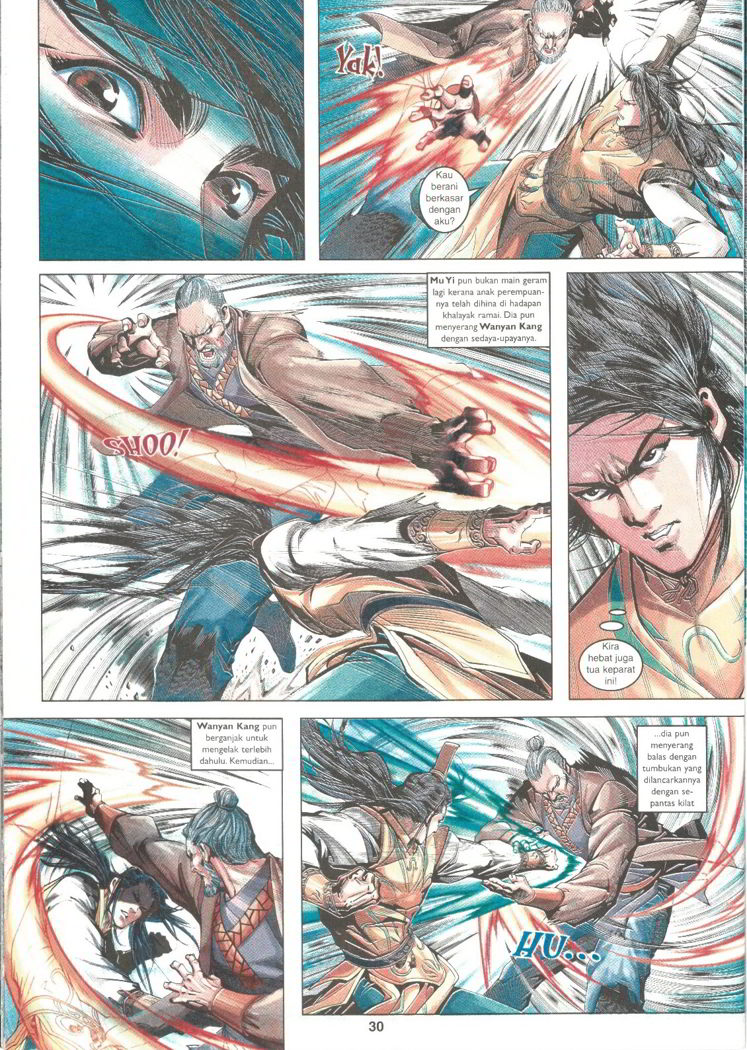 Yak!
Kau
berani
berkasar
dengan
aku?
Mu Yi pun bukan main geram
lagi kerana anak perempuan-
nya telah dihina di hadapan
khalayak ramai. Dia pun
menyerang Wanyan Kang
dengan sedaya-upayanya.
SHOO!
Kira
hebat juga
tua keparat
ini!
Wanyan Kang pun
berganjak untuk
mengelak terlebih
dahulu. Kemudian...
...dia pun
menyerang
balas dengan
tumbukan yang
dilancarkannya
dengan se-
pantas kilat
HU...
30